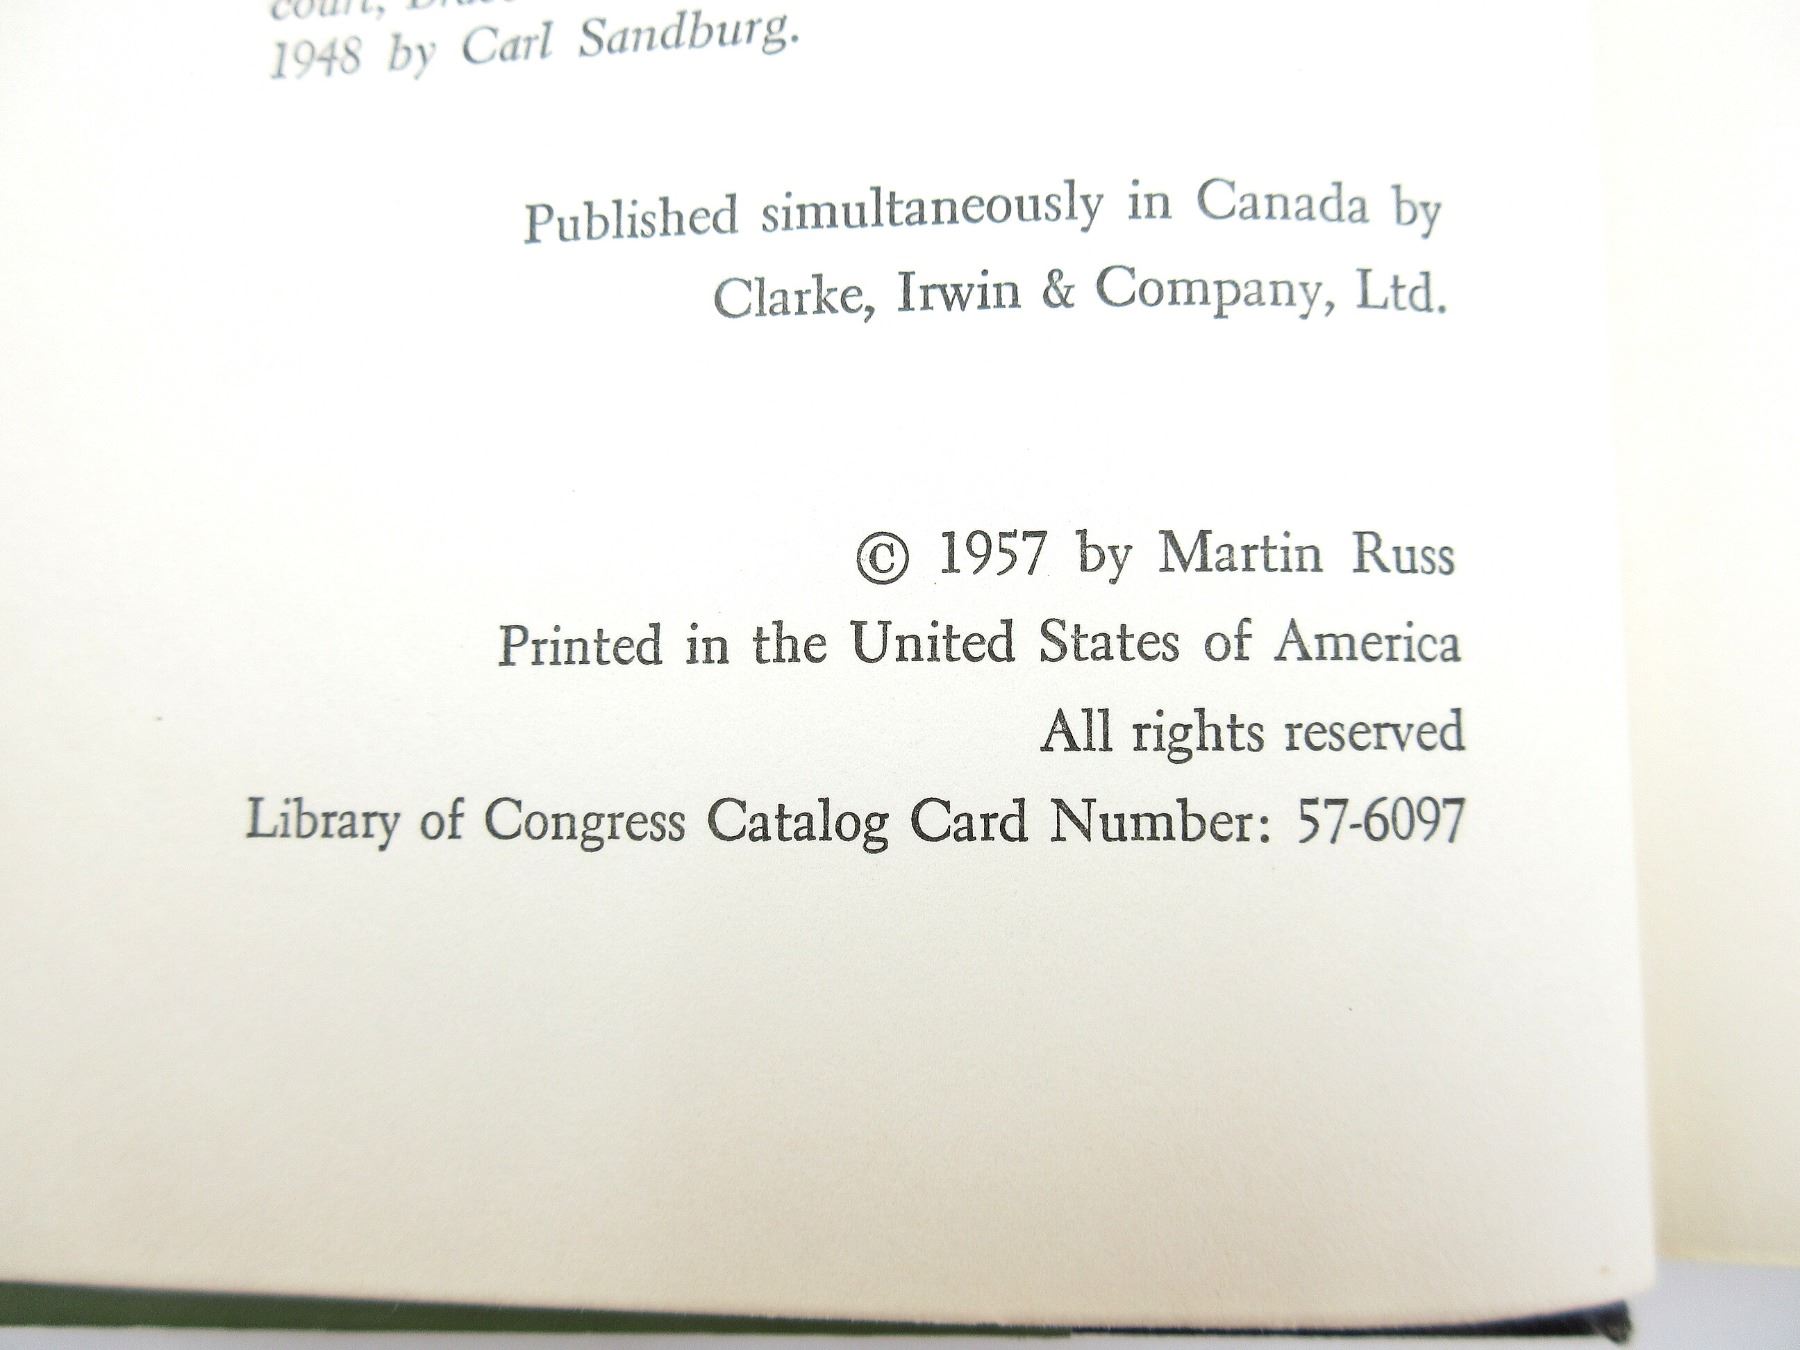 court,
1948 by Carl Sandburg.
Published simultaneously in Canada by
Clarke, Irwin & Company, Ltd.
© 1957 by Martin Russ
Printed in the United States of America
All rights reserved
Library of Congress Catalog Card Number: 57-6097